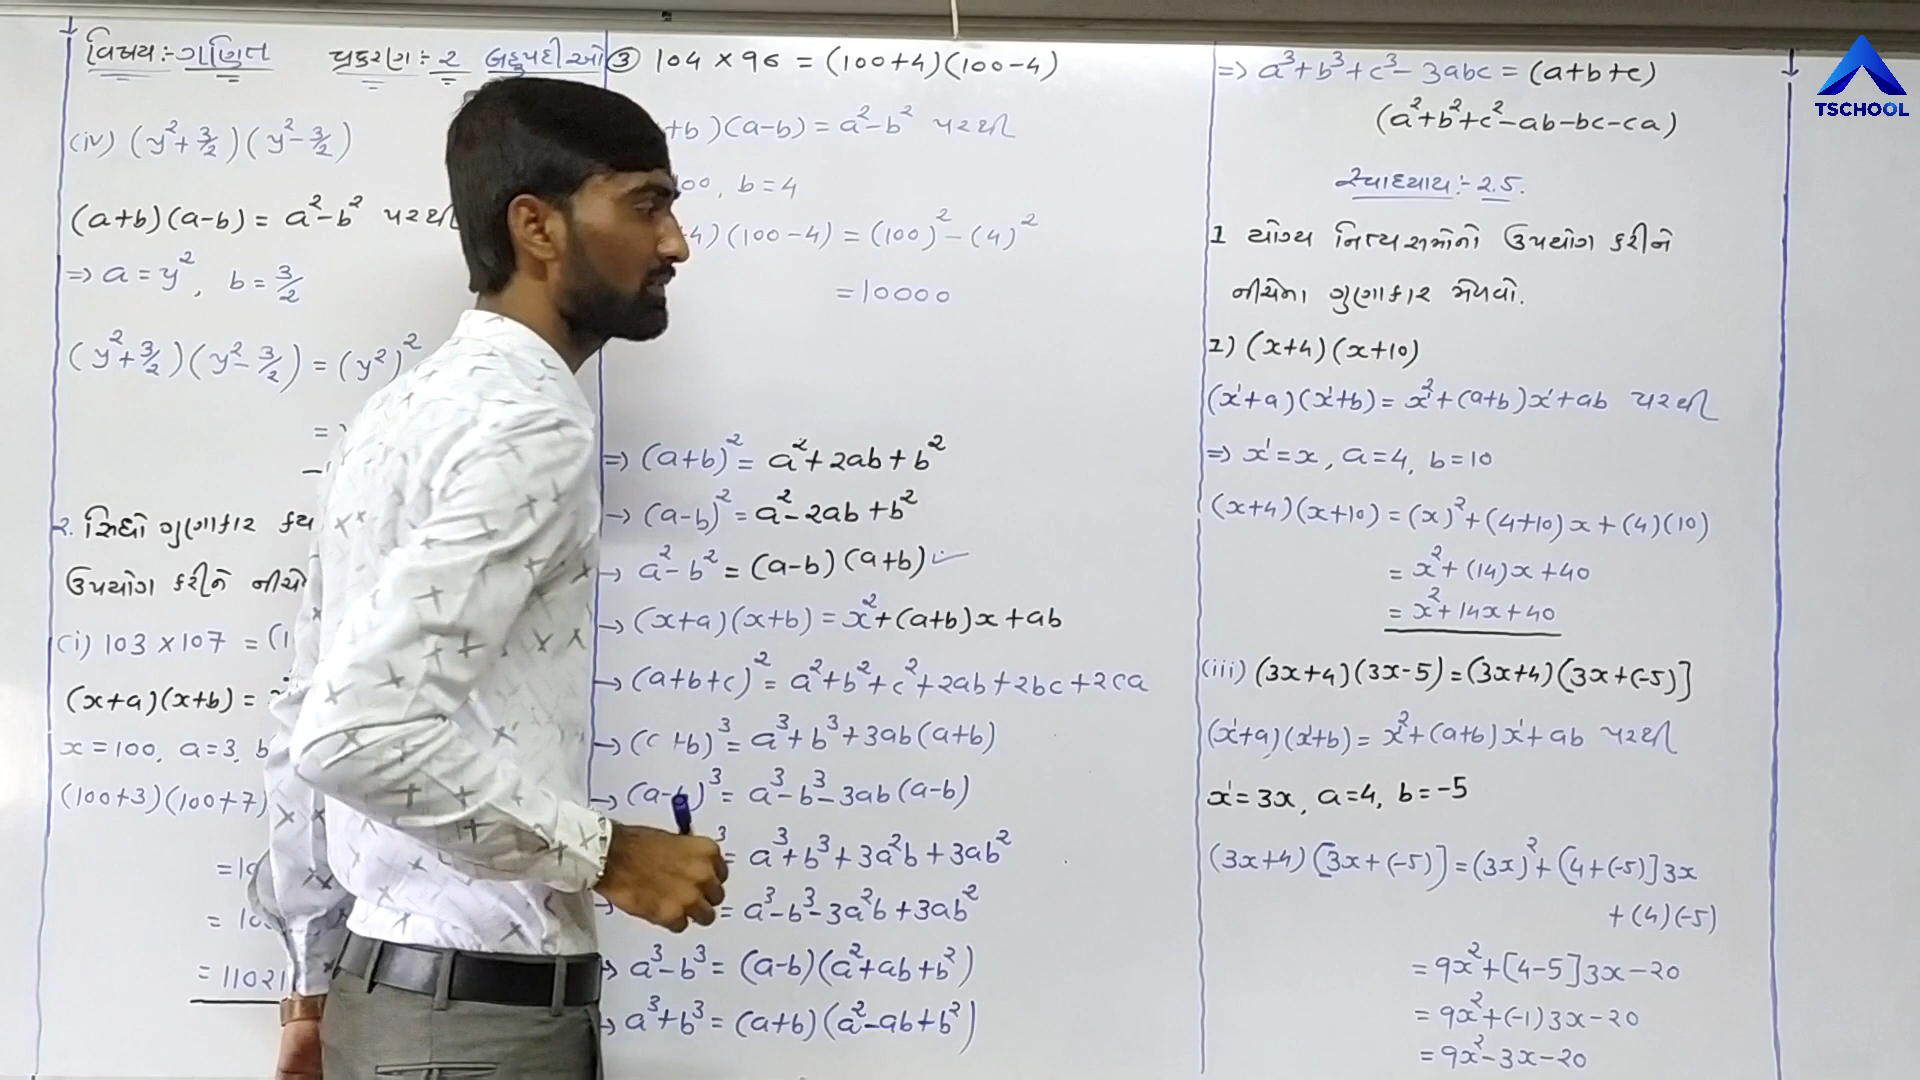 વિષય:- ગણિત પ્રકરણ:- ૨ બહુપદીઓ
(iv) (y²+3/2)(y²-3/2)
(a+b)(a-b) = a²-b² પરથી
⇒ a = y², b = 3/2
(y²+3/2)(y²-3/2) = (y²)²
=
૨. સિધો ગુણાકાર કર્યા
ઉપયોગ કરીને નીચે
(i) 103 × 107 = (1
(x+a)(x+b) =
x = 100, a = 3, b
(100+3)(100+7)
= 10
= 10
= 11021
③ 104 × 96 = (100+4)(100-4)
+b)(a-b) = a²-b² પરથી
100, b = 4
4)(100-4) = (100)²-(4)²
= 10000
⇒ (a+b)² = a²+2ab+b²
→ (a-b)² = a²-2ab+b²
→ a²-b² = (a-b)(a+b)
→ (x+a)(x+b) = x²+(a+b)x+ab
→ (a+b+c)² = a²+b²+c²+2ab+2bc+2ca
→ ( +b)³ = a³+b³+3ab(a+b)
→ (a-b)³ = a³-b³-3ab(a-b)
³ = a³+b³+3a²b+3ab²
→ = a³-b³-3a²b+3ab²
→ a³-b³ = (a-b)(a²+ab+b²)
→ a³+b³ = (a+b)(a²-ab+b²)
⇒ a³+b³+c³-3abc = (a+b+c)
(a²+b²+c²-ab-bc-ca)
સ્વાધ્યાય:- 2.5.
1 યોગ્ય નિત્યસમોનો ઉપયોગ કરીને
નીચેના ગુણાકાર મેળવો.
1) (x+4)(x+10)
(x'+a)(x'+b) = x'²+(a+b)x'+ab પરથી
⇒ x' = x, a = 4, b = 10
(x+4)(x+10) = (x)²+(4+10)x+(4)(10)
= x²+(14)x+40
= x²+14x+40
(iii) (3x+4)(3x-5) = (3x+4)(3x+(-5)]
(x'+a)(x'+b) = x'²+(a+b)x'+ab પરથી
x' = 3x, a = 4, b = -5
(3x+4)[3x+(-5)] = (3x)²+(4+(-5)]3x
+(4)(-5)
= 9x²+[4-5]3x-20
= 9x²+(-1)3x-20
= 9x²-3x-20
TSCHOOL